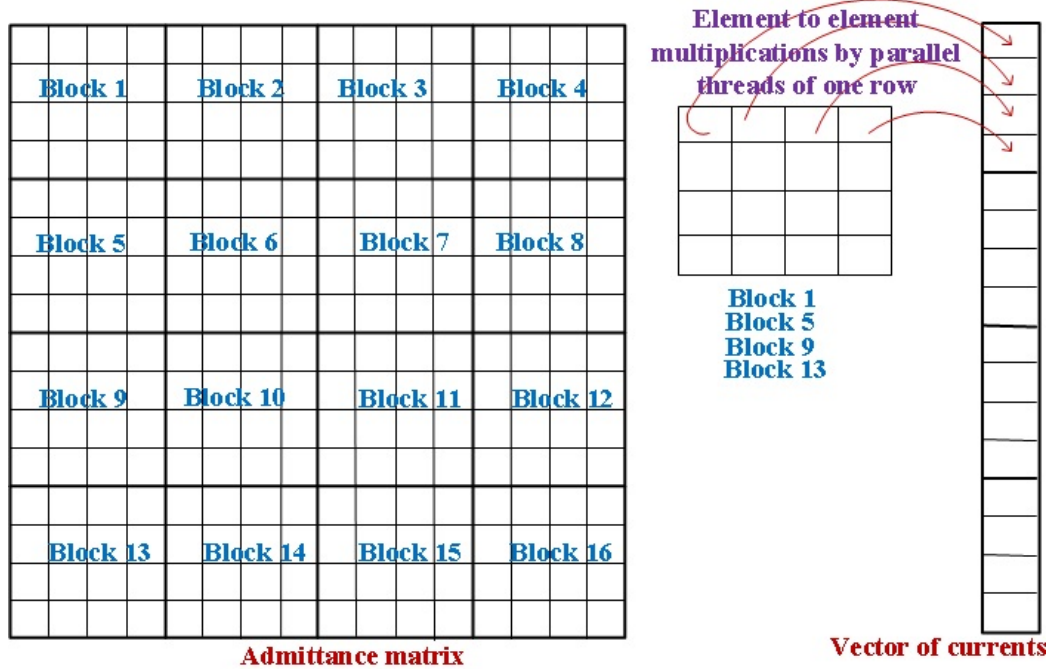 Element to element
multiplications by parallel
threads of one row
Block 1
Block 2
Block 3
Block 4
Block 5
Block 6
Block 7
Block 8
Block 9
Block 10
Block 11
Block 12
Block 13
Block 14
Block 15
Block 16
Block 1
Block 5
Block 9
Block 13
Admittance matrix
Vector of currents